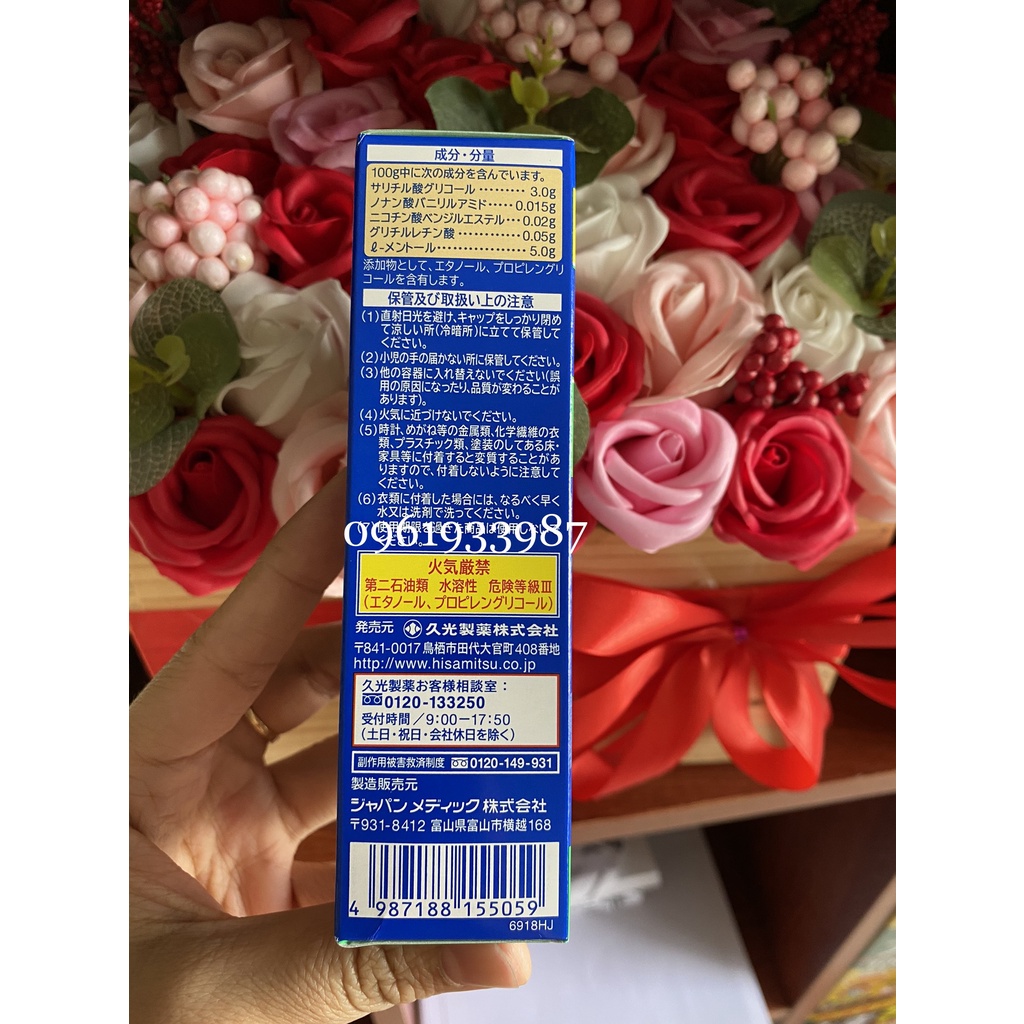 成分・分量
100g中に次の成分を含んでいます。
サリチル酸グリコール ……… 3.0g
ノナン酸バニリルアミド…… 0.015g
ニコチン酸ベンジルエステル… 0.02g
グリチルレチン酸 ………… 0.05g
ℓ-メントール……………… 5.0g
添加物として、エタノール、プロピレングリ
コールを含有します。
保管及び取扱い上の注意
(1)直射日光を避け、キャップをしっかり閉め
て涼しい所(冷暗所)に立てて保管して
ください。
(2)小児の手の届かない所に保管してください。
(3)他の容器に入れ替えないでください(誤
用の原因になったり、品質が変わることが
あります)。
(4)火気に近づけないでください。
(5)時計、めがね等の金属類、化学繊維の衣
類、プラスチック類、塗装のしてある床・
家具等に付着すると変質することがあ
りますので、付着しないように注意して
ください。
(6)衣類に付着した場合には、なるべく早く
水又は洗剤で洗ってください。
使用期限を過ぎた商品は使用しない
0961933987
火気厳禁
第二石油類 水溶性 危険等級Ⅲ
(エタノール、プロピレングリコール)
発売元 久光製薬株式会社
〒841-0017 鳥栖市田代大官町408番地
http://www.hisamitsu.co.jp
久光製薬お客様相談室:
0120-133250
受付時間/9:00-17:50
(土日・祝日・会社休日を除く)
副作用被害救済制度 0120-149-931
製造販売元
ジャパンメディック株式会社
〒931-8412 富山県富山市横越168
4 987188 155059
6918HJ